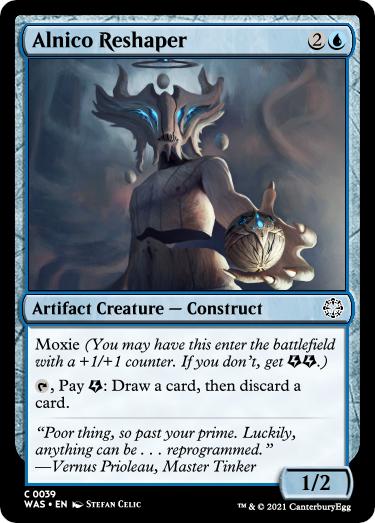 Alnico Reshaper 2
Artifact Creature — Construct
Moxie (You may have this enter the battlefield
with a +1/+1 counter. If you don't, get .)
, Pay : Draw a card, then discard a
card.
"Poor thing, so past your prime. Luckily,
anything can be . . . reprogrammed."
—Vernus Prioleau, Master Tinker
1/2
C 0039
WAS • EN STEFAN CELIC
™ & © 2021 CanterburyEgg